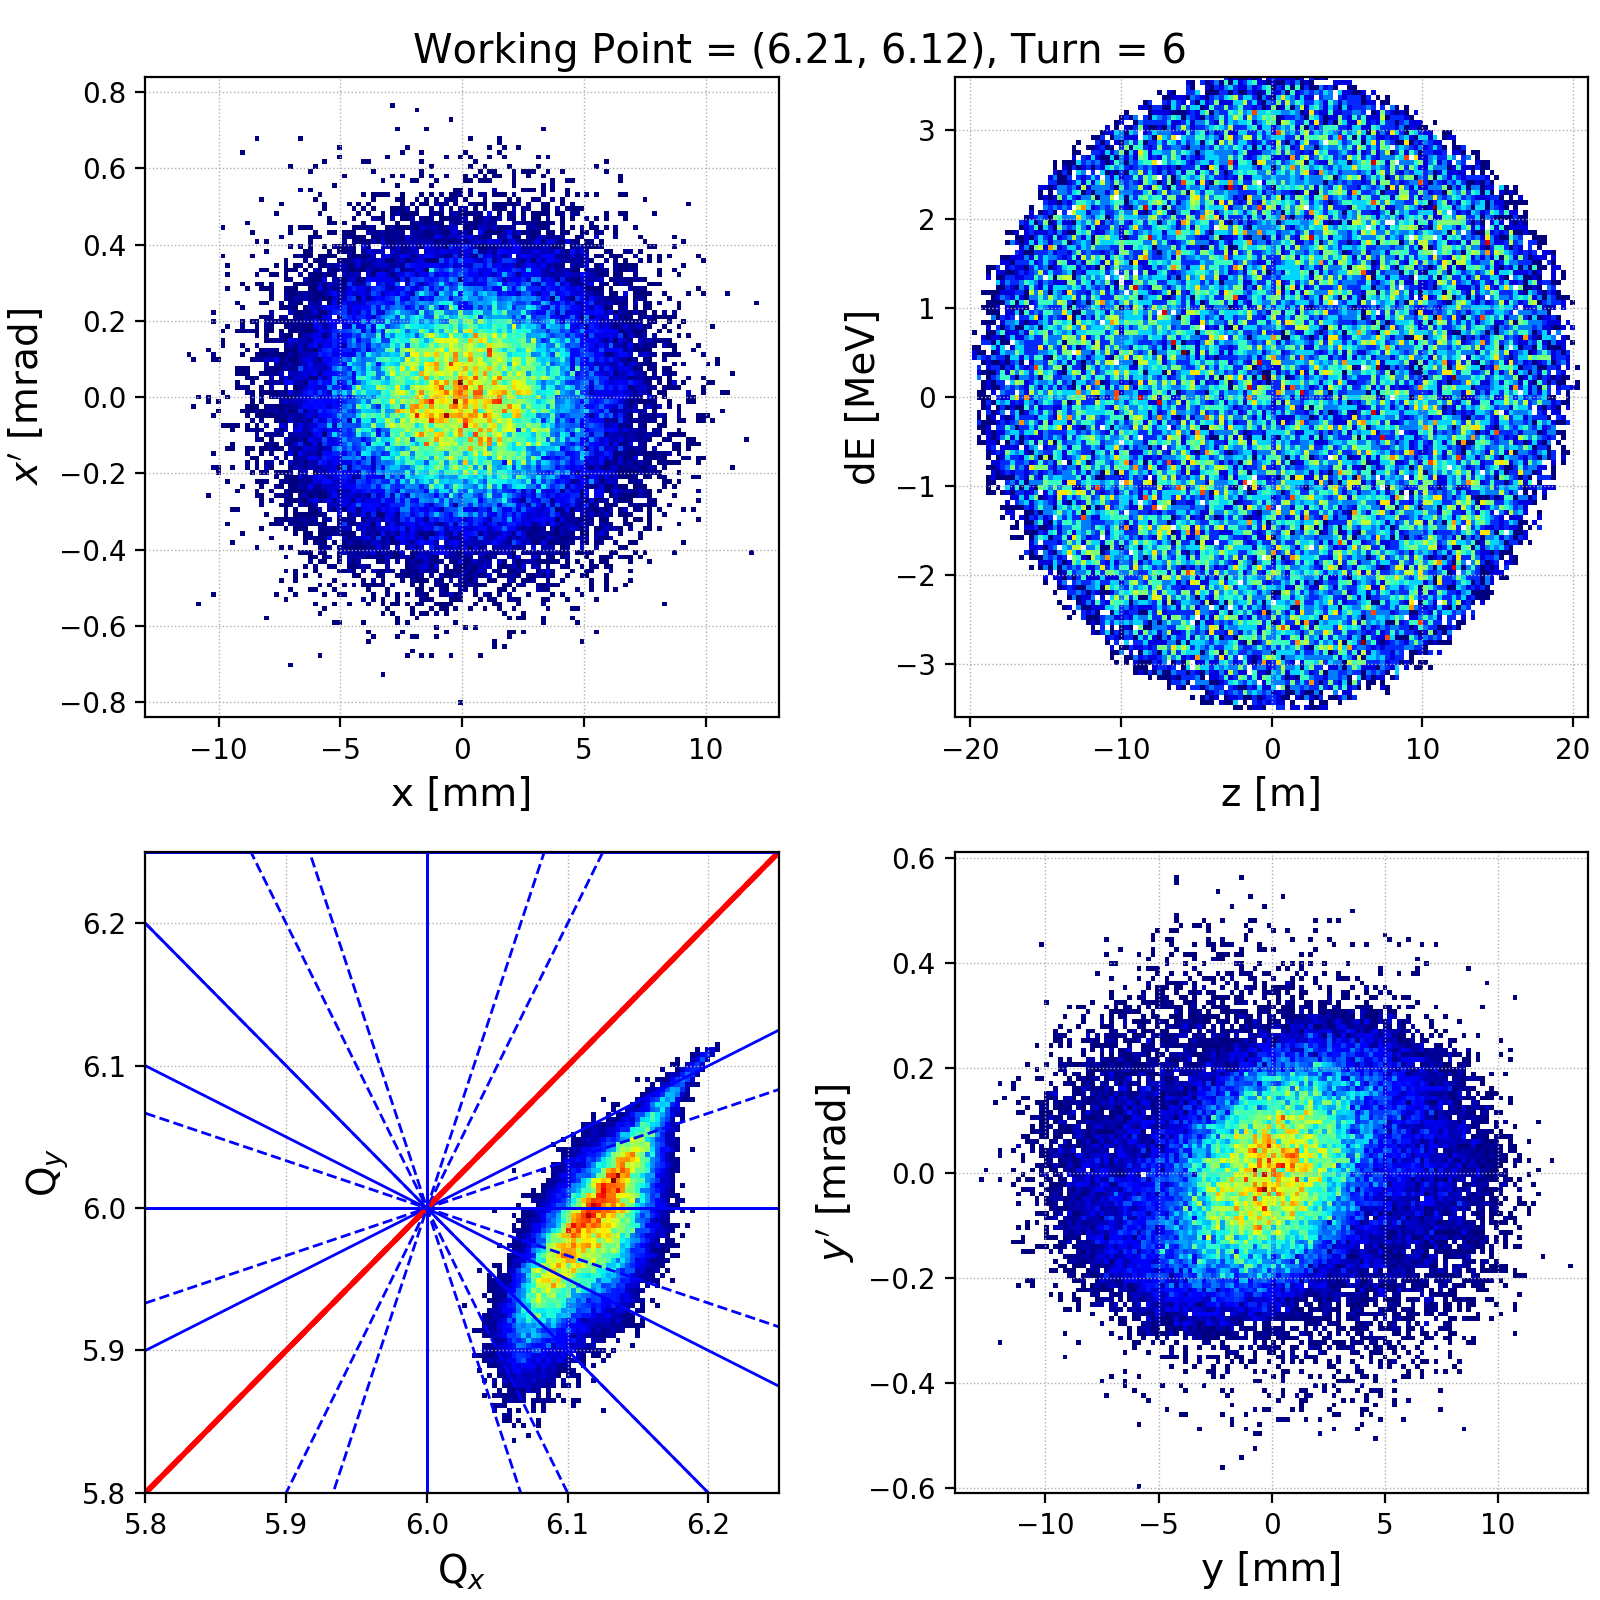 Working Point = (6.21, 6.12), Turn = 6
0.8
0.6
0.4
0.2
0.0
−0.2
−0.4
−0.6
−0.8
x′ [mrad]
−10 −5 0 5 10
x [mm]
3
2
1
0
−1
−2
−3
dE [MeV]
−20 −10 0 10 20
z [m]
6.2
6.1
6.0
5.9
5.8
Qy
5.8 5.9 6.0 6.1 6.2
Qx
0.6
0.4
0.2
0.0
−0.2
−0.4
−0.6
y′ [mrad]
−10 −5 0 5 10
y [mm]